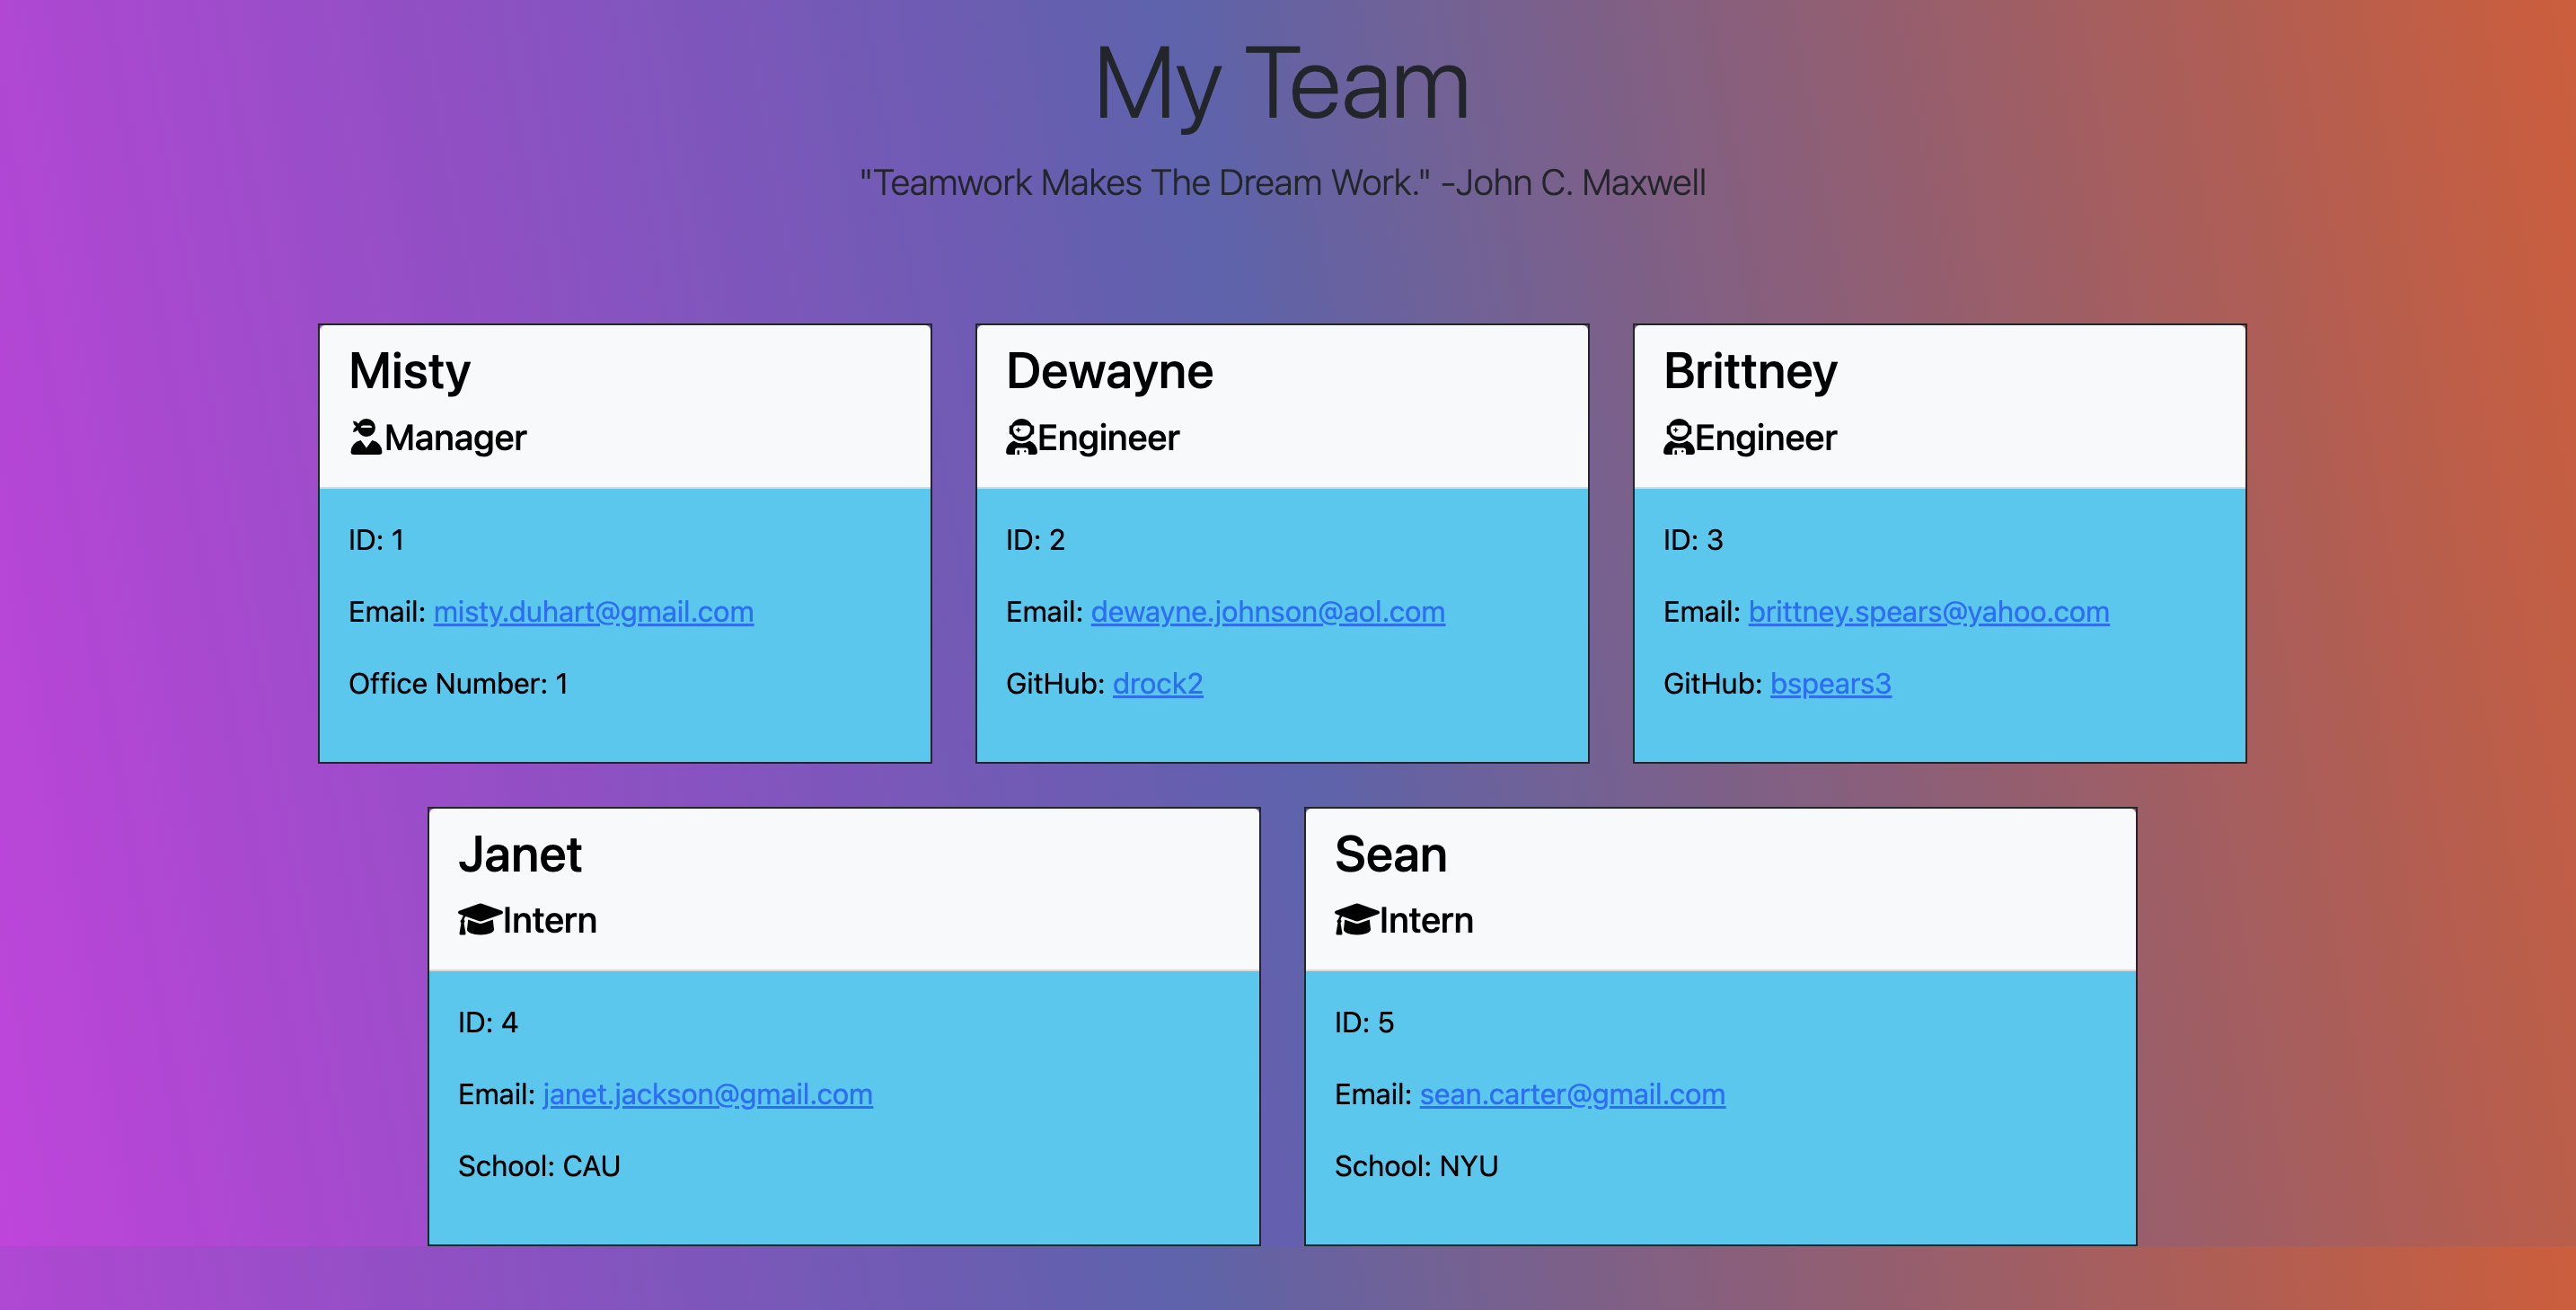 My Team
"Teamwork Makes The Dream Work." -John C. Maxwell
Misty
Manager
ID: 1
Email: misty.duhart@gmail.com
Office Number: 1
Dewayne
Engineer
ID: 2
Email: dewayne.johnson@aol.com
GitHub: drock2
Brittney
Engineer
ID: 3
Email: brittney.spears@yahoo.com
GitHub: bspears3
Janet
Intern
ID: 4
Email: janet.jackson@gmail.com
School: CAU
Sean
Intern
ID: 5
Email: sean.carter@gmail.com
School: NYU